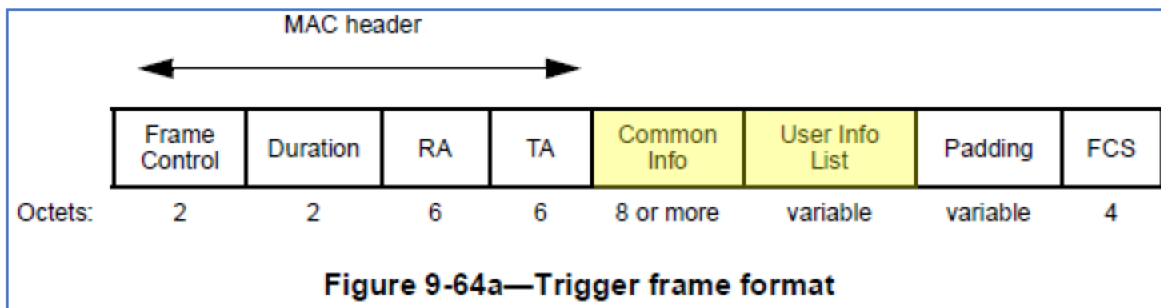 MAC header
Frame Control Duration RA TA Common Info User Info List Padding FCS
Octets: 2 2 6 6 8 or more variable variable 4
Figure 9-64a—Trigger frame format